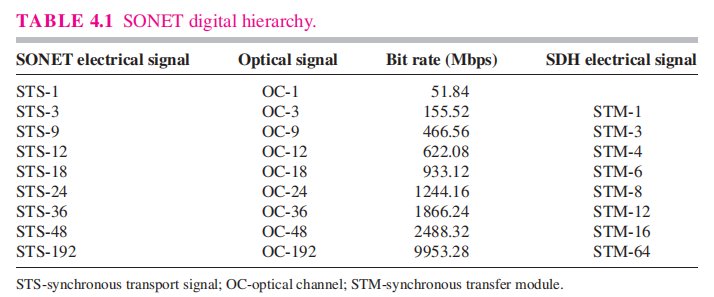 TABLE 4.1 SONET digital hierarchy.
SONET electrical signal Optical signal Bit rate (Mbps) SDH electrical signal
STS-1 OC-1 51.84
STS-3 OC-3 155.52 STM-1
STS-9 OC-9 466.56 STM-3
STS-12 OC-12 622.08 STM-4
STS-18 OC-18 933.12 STM-6
STS-24 OC-24 1244.16 STM-8
STS-36 OC-36 1866.24 STM-12
STS-48 OC-48 2488.32 STM-16
STS-192 OC-192 9953.28 STM-64
STS-synchronous transport signal; OC-optical channel; STM-synchronous transfer module.